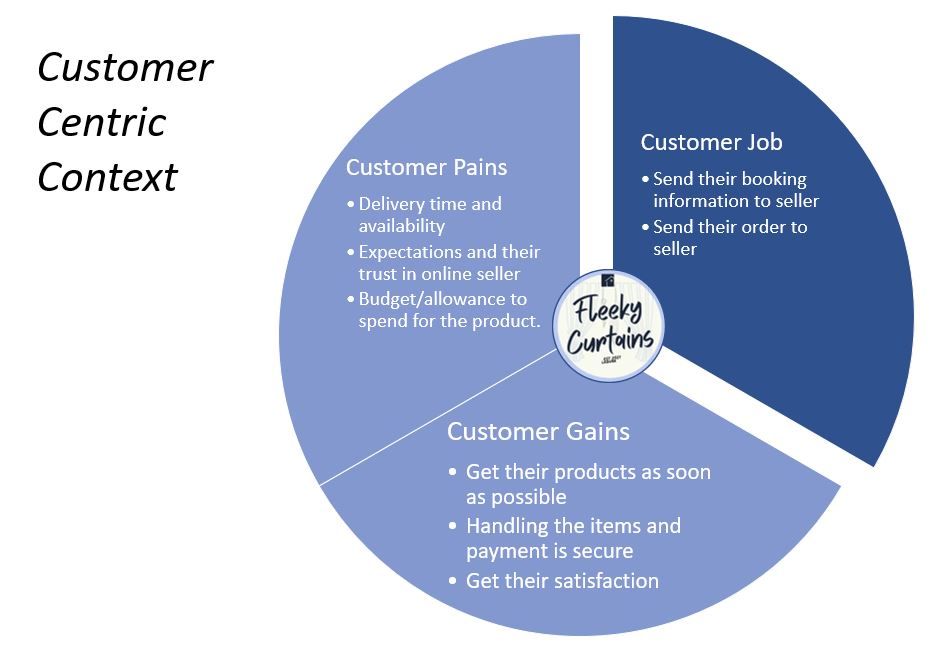 Customer
Centric
Context
Customer Pains
• Delivery time and
availability
• Expectations and their
trust in online seller
• Budget/allowance to
spend for the product.
Customer Job
• Send their booking
information to seller
• Send their order to
seller
Fleeky
Curtains
Customer Gains
• Get their products as soon
as possible
• Handling the items and
payment is secure
• Get their satisfaction